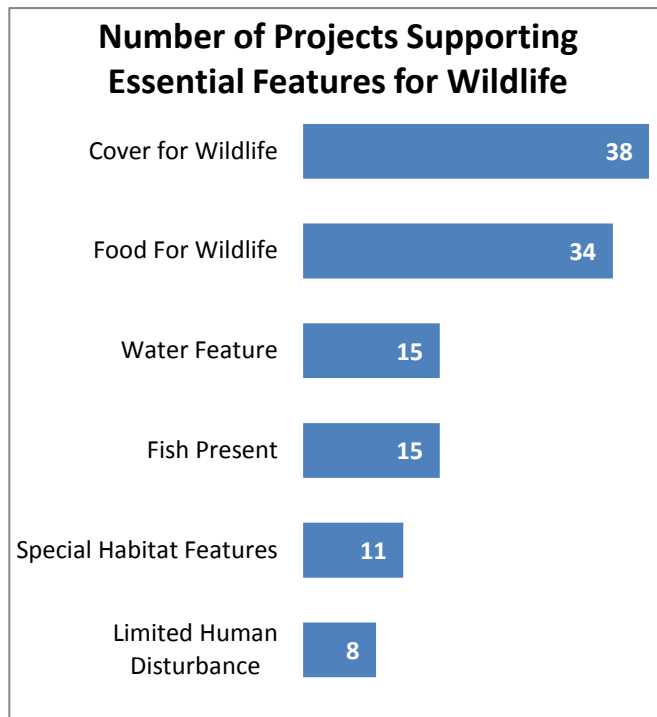 Number of Projects Supporting
Essential Features for Wildlife
Cover for Wildlife 38
Food For Wildlife 34
Water Feature 15
Fish Present 15
Special Habitat Features 11
Limited Human
Disturbance 8